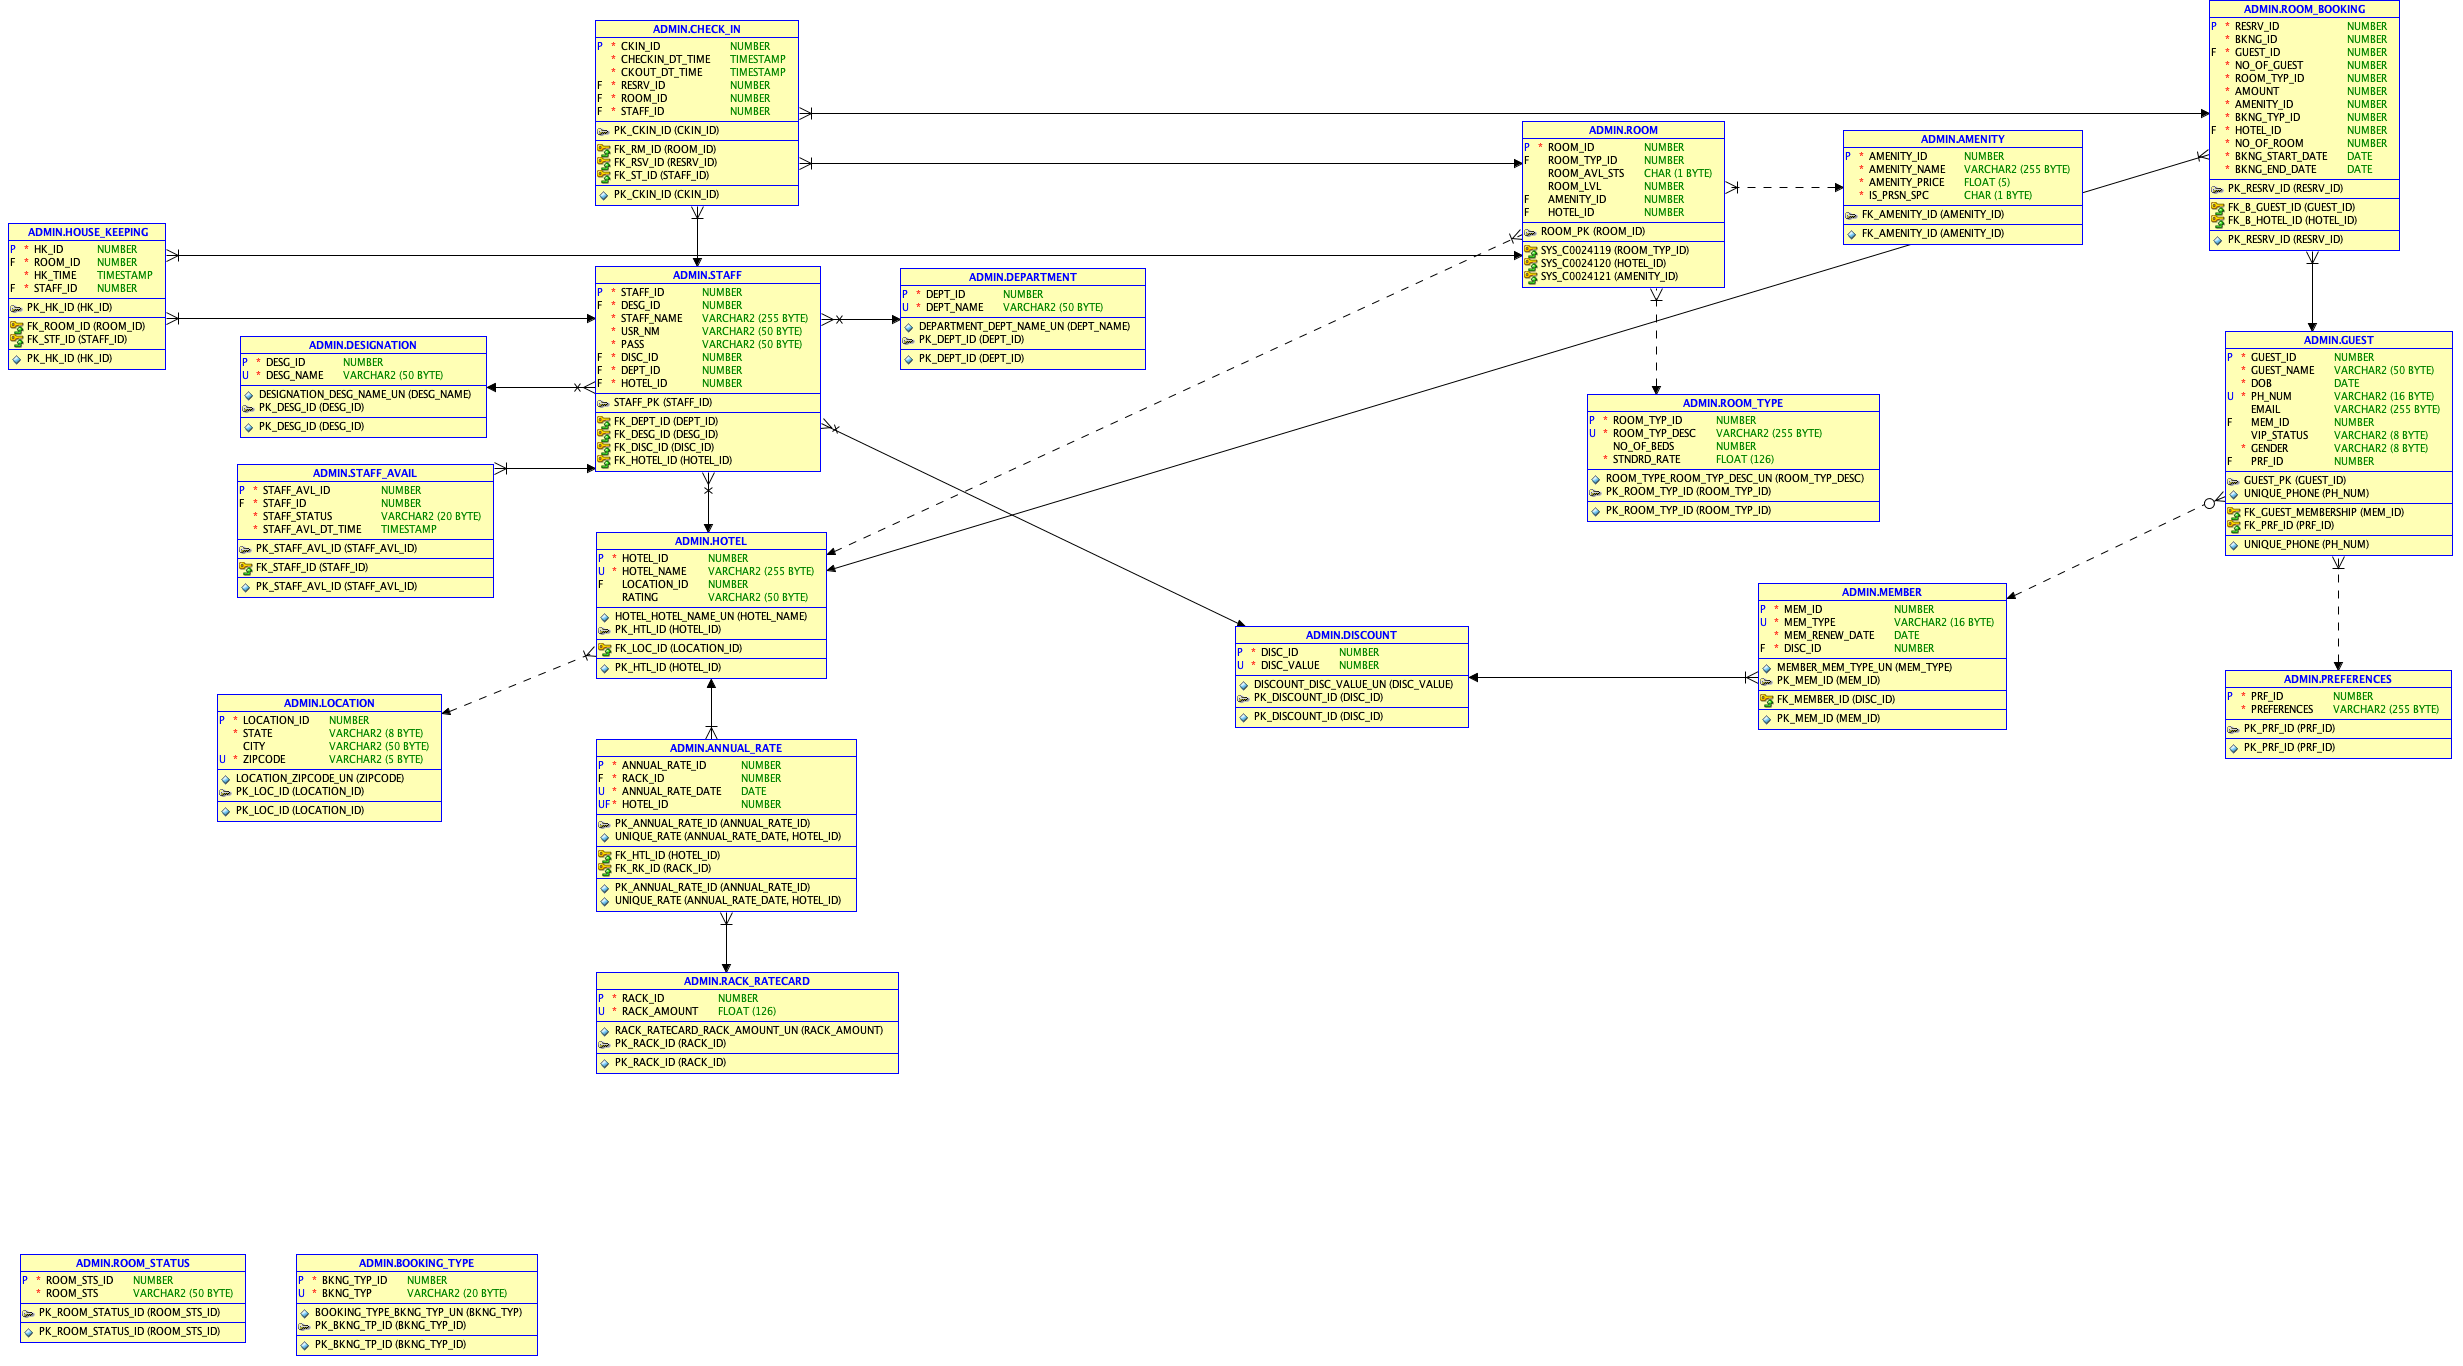 ADMIN.CHECK_IN
P * CKIN_ID NUMBER
* CHECKIN_DT_TIME TIMESTAMP
* CKOUT_DT_TIME TIMESTAMP
F * RESRV_ID NUMBER
F * ROOM_ID NUMBER
F * STAFF_ID NUMBER
PK_CKIN_ID (CKIN_ID)
FK_RM_ID (ROOM_ID)
FK_RSV_ID (RESRV_ID)
FK_ST_ID (STAFF_ID)
PK_CKIN_ID (CKIN_ID)
ADMIN.ROOM_BOOKING
P * RESRV_ID NUMBER
* BKNG_ID NUMBER
F * GUEST_ID NUMBER
* NO_OF_GUEST NUMBER
* ROOM_TYP_ID NUMBER
* AMOUNT NUMBER
* AMENITY_ID NUMBER
* BKNG_TYP_ID NUMBER
F * HOTEL_ID NUMBER
* NO_OF_ROOM NUMBER
* BKNG_START_DATE DATE
* BKNG_END_DATE DATE
PK_RESRV_ID (RESRV_ID)
FK_B_GUEST_ID (GUEST_ID)
FK_B_HOTEL_ID (HOTEL_ID)
PK_RESRV_ID (RESRV_ID)
ADMIN.ROOM
P * ROOM_ID NUMBER
F ROOM_TYP_ID NUMBER
ROOM_AVL_STS CHAR (1 BYTE)
ROOM_LVL NUMBER
F AMENITY_ID NUMBER
F HOTEL_ID NUMBER
ROOM_PK (ROOM_ID)
SYS_C0024119 (ROOM_TYP_ID)
SYS_C0024120 (HOTEL_ID)
SYS_C0024121 (AMENITY_ID)
ADMIN.AMENITY
P * AMENITY_ID NUMBER
* AMENITY_NAME VARCHAR2 (255 BYTE)
* AMENITY_PRICE FLOAT (5)
* IS_PRSN_SPC CHAR (1 BYTE)
FK_AMENITY_ID (AMENITY_ID)
FK_AMENITY_ID (AMENITY_ID)
ADMIN.HOUSE_KEEPING
P * HK_ID NUMBER
F * ROOM_ID NUMBER
* HK_TIME TIMESTAMP
F * STAFF_ID NUMBER
PK_HK_ID (HK_ID)
FK_ROOM_ID (ROOM_ID)
FK_STF_ID (STAFF_ID)
PK_HK_ID (HK_ID)
ADMIN.STAFF
P * STAFF_ID NUMBER
F * DESG_ID NUMBER
* STAFF_NAME VARCHAR2 (255 BYTE)
* USR_NM VARCHAR2 (50 BYTE)
* PASS VARCHAR2 (50 BYTE)
F * DISC_ID NUMBER
F * DEPT_ID NUMBER
F * HOTEL_ID NUMBER
STAFF_PK (STAFF_ID)
FK_DEPT_ID (DEPT_ID)
FK_DESG_ID (DESG_ID)
FK_DISC_ID (DISC_ID)
FK_HOTEL_ID (HOTEL_ID)
ADMIN.DEPARTMENT
P * DEPT_ID NUMBER
U * DEPT_NAME VARCHAR2 (50 BYTE)
DEPARTMENT_DEPT_NAME_UN (DEPT_NAME)
PK_DEPT_ID (DEPT_ID)
PK_DEPT_ID (DEPT_ID)
ADMIN.DESIGNATION
P * DESG_ID NUMBER
U * DESG_NAME VARCHAR2 (50 BYTE)
DESIGNATION_DESG_NAME_UN (DESG_NAME)
PK_DESG_ID (DESG_ID)
PK_DESG_ID (DESG_ID)
ADMIN.GUEST
P * GUEST_ID NUMBER
* GUEST_NAME VARCHAR2 (50 BYTE)
* DOB DATE
U * PH_NUM VARCHAR2 (16 BYTE)
EMAIL VARCHAR2 (255 BYTE)
F MEM_ID NUMBER
VIP_STATUS VARCHAR2 (8 BYTE)
* GENDER VARCHAR2 (8 BYTE)
F PRF_ID NUMBER
GUEST_PK (GUEST_ID)
UNIQUE_PHONE (PH_NUM)
FK_GUEST_MEMBERSHIP (MEM_ID)
FK_PRF_ID (PRF_ID)
UNIQUE_PHONE (PH_NUM)
ADMIN.ROOM_TYPE
P * ROOM_TYP_ID NUMBER
U * ROOM_TYP_DESC VARCHAR2 (255 BYTE)
NO_OF_BEDS NUMBER
* STNDRD_RATE FLOAT (126)
ROOM_TYPE_ROOM_TYP_DESC_UN (ROOM_TYP_DESC)
PK_ROOM_TYP_ID (ROOM_TYP_ID)
PK_ROOM_TYP_ID (ROOM_TYP_ID)
ADMIN.STAFF_AVAIL
P * STAFF_AVL_ID NUMBER
F * STAFF_ID NUMBER
* STAFF_STATUS VARCHAR2 (20 BYTE)
* STAFF_AVL_DT_TIME TIMESTAMP
PK_STAFF_AVL_ID (STAFF_AVL_ID)
FK_STAFF_ID (STAFF_ID)
PK_STAFF_AVL_ID (STAFF_AVL_ID)
ADMIN.HOTEL
P * HOTEL_ID NUMBER
U * HOTEL_NAME VARCHAR2 (255 BYTE)
F LOCATION_ID NUMBER
RATING VARCHAR2 (50 BYTE)
HOTEL_HOTEL_NAME_UN (HOTEL_NAME)
PK_HTL_ID (HOTEL_ID)
FK_LOC_ID (LOCATION_ID)
PK_HTL_ID (HOTEL_ID)
ADMIN.MEMBER
P * MEM_ID NUMBER
U * MEM_TYPE VARCHAR2 (16 BYTE)
* MEM_RENEW_DATE DATE
F * DISC_ID NUMBER
MEMBER_MEM_TYPE_UN (MEM_TYPE)
PK_MEM_ID (MEM_ID)
FK_MEMBER_ID (DISC_ID)
PK_MEM_ID (MEM_ID)
ADMIN.DISCOUNT
P * DISC_ID NUMBER
U * DISC_VALUE NUMBER
DISCOUNT_DISC_VALUE_UN (DISC_VALUE)
PK_DISCOUNT_ID (DISC_ID)
PK_DISCOUNT_ID (DISC_ID)
ADMIN.PREFERENCES
P * PRF_ID NUMBER
* PREFERENCES VARCHAR2 (255 BYTE)
PK_PRF_ID (PRF_ID)
PK_PRF_ID (PRF_ID)
ADMIN.LOCATION
P * LOCATION_ID NUMBER
* STATE VARCHAR2 (8 BYTE)
CITY VARCHAR2 (50 BYTE)
U * ZIPCODE VARCHAR2 (5 BYTE)
LOCATION_ZIPCODE_UN (ZIPCODE)
PK_LOC_ID (LOCATION_ID)
PK_LOC_ID (LOCATION_ID)
ADMIN.ANNUAL_RATE
P * ANNUAL_RATE_ID NUMBER
F * RACK_ID NUMBER
U * ANNUAL_RATE_DATE DATE
UF * HOTEL_ID NUMBER
PK_ANNUAL_RATE_ID (ANNUAL_RATE_ID)
UNIQUE_RATE (ANNUAL_RATE_DATE, HOTEL_ID)
FK_HTL_ID (HOTEL_ID)
FK_RK_ID (RACK_ID)
PK_ANNUAL_RATE_ID (ANNUAL_RATE_ID)
UNIQUE_RATE (ANNUAL_RATE_DATE, HOTEL_ID)
ADMIN.RACK_RATECARD
P * RACK_ID NUMBER
U * RACK_AMOUNT FLOAT (126)
RACK_RATECARD_RACK_AMOUNT_UN (RACK_AMOUNT)
PK_RACK_ID (RACK_ID)
PK_RACK_ID (RACK_ID)
ADMIN.ROOM_STATUS
P * ROOM_STS_ID NUMBER
* ROOM_STS VARCHAR2 (50 BYTE)
PK_ROOM_STATUS_ID (ROOM_STS_ID)
PK_ROOM_STATUS_ID (ROOM_STS_ID)
ADMIN.BOOKING_TYPE
P * BKNG_TYP_ID NUMBER
U * BKNG_TYP VARCHAR2 (20 BYTE)
BOOKING_TYPE_BKNG_TYP_UN (BKNG_TYP)
PK_BKNG_TP_ID (BKNG_TYP_ID)
PK_BKNG_TP_ID (BKNG_TYP_ID)